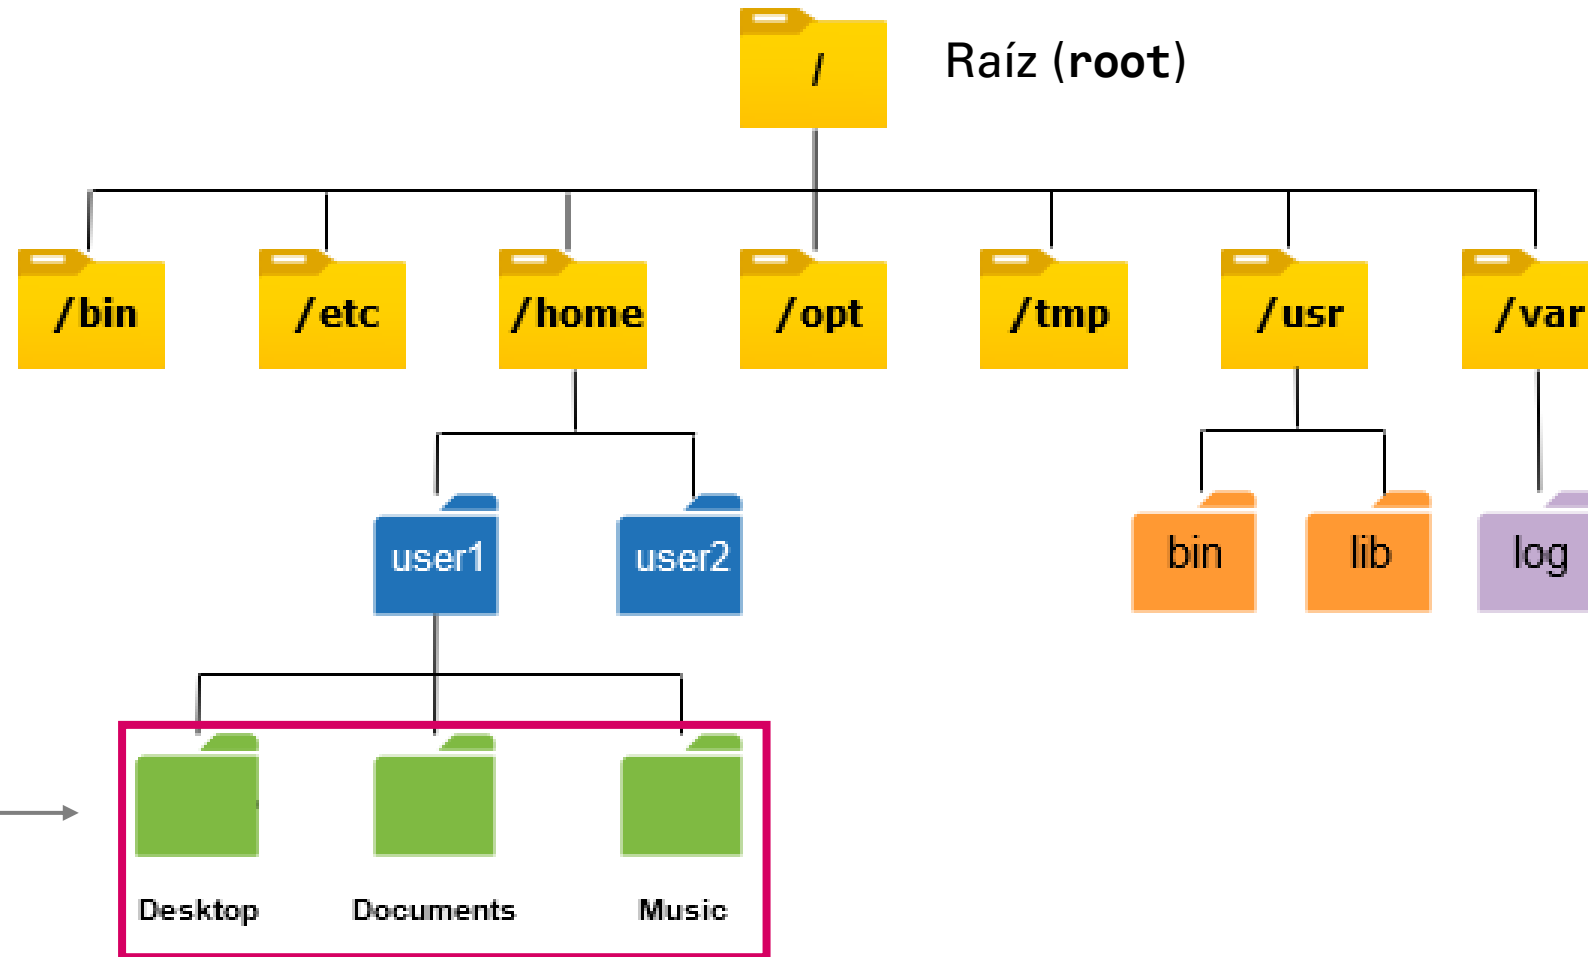 /
Raíz (root)
/bin
/etc
/home
/opt
/tmp
/usr
/var
user1
user2
bin
lib
log
Desktop
Documents
Music